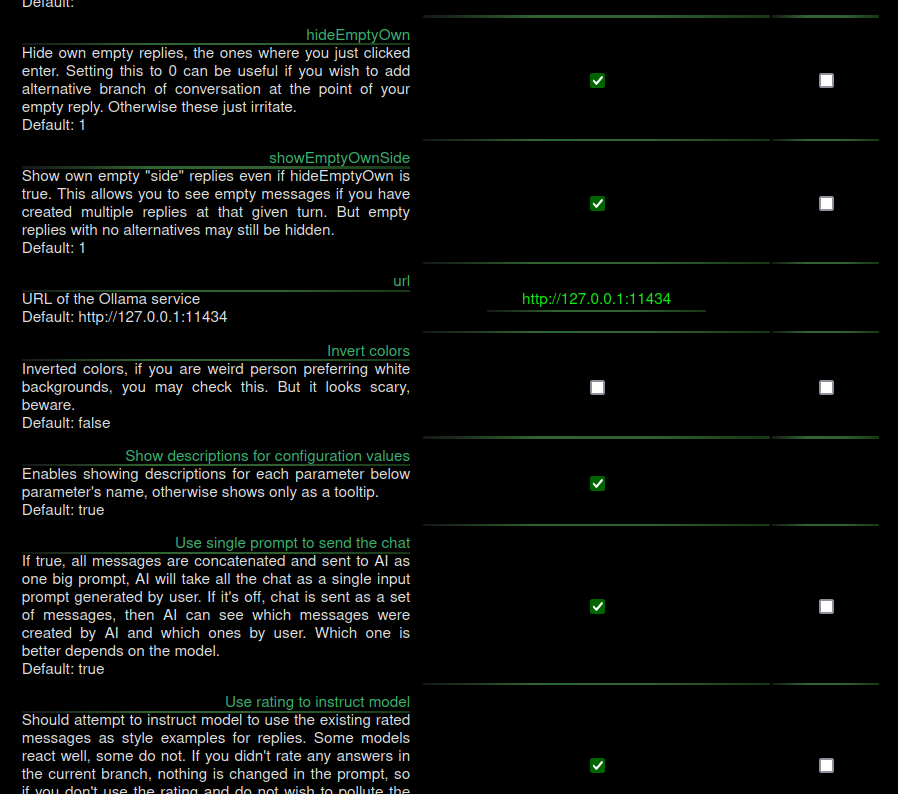 Default:
hideEmptyOwn
Hide own empty replies, the ones where you just clicked
enter. Setting this to 0 can be useful if you wish to add
alternative branch of conversation at the point of your
empty reply. Otherwise these just irritate.
Default: 1
showEmptyOwnSide
Show own empty "side" replies even if hideEmptyOwn is
true. This allows you to see empty messages if you have
created multiple replies at that given turn. But empty
replies with no alternatives may still be hidden.
Default: 1
url
URL of the Ollama service
Default: http://127.0.0.1:11434
http://127.0.0.1:11434
Invert colors
Inverted colors, if you are weird person preferring white
backgrounds, you may check this. But it looks scary,
beware.
Default: false
Show descriptions for configuration values
Enables showing descriptions for each parameter below
parameter's name, otherwise shows only as a tooltip.
Default: true
Use single prompt to send the chat
If true, all messages are concatenated and sent to AI as
one big prompt, AI will take all the chat as a single input
prompt generated by user. If it's off, chat is sent as a set
of messages, then AI can see which messages were
created by AI and which ones by user. Which one is
better depends on the model.
Default: true
Use rating to instruct model
Should attempt to instruct model to use the existing rated
messages as style examples for replies. Some models
react well, some do not. If you didn't rate any answers in
the current branch, nothing is changed in the prompt, so
if you don't use the rating and do not wish to pollute the